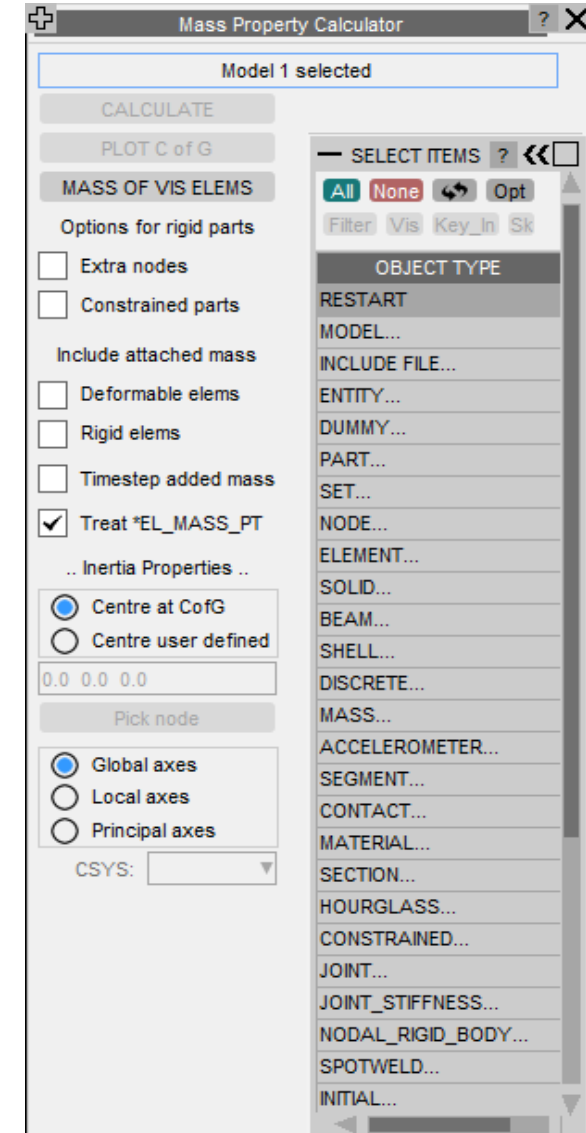 Mass Property Calculator
?
Model 1 selected
CALCULATE
PLOT C of G
MASS OF VIS ELEMS
Options for rigid parts
Extra nodes
Constrained parts
Include attached mass
Deformable elems
Rigid elems
Timestep added mass
Treat *EL_MASS_PT
.. Inertia Properties ..
Centre at CofG
Centre user defined
0.0 0.0 0.0
Pick node
Global axes
Local axes
Principal axes
CSYS:
SELECT ITEMS ?
All None Opt
Filter Vis Key_In Sk
OBJECT TYPE
RESTART
MODEL...
INCLUDE FILE...
ENTITY...
DUMMY...
PART...
SET...
NODE...
ELEMENT...
SOLID...
BEAM...
SHELL...
DISCRETE...
MASS...
ACCELEROMETER...
SEGMENT...
CONTACT...
MATERIAL...
SECTION...
HOURGLASS...
CONSTRAINED...
JOINT...
JOINT_STIFFNESS...
NODAL_RIGID_BODY...
SPOTWELD...
INITIAL...